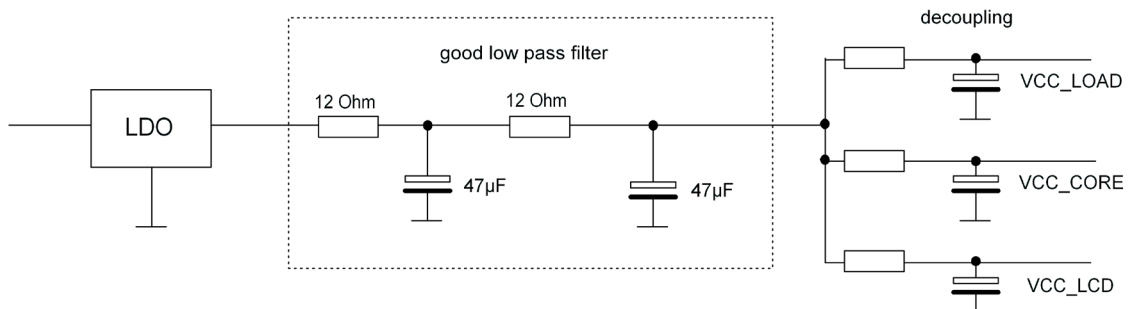 decoupling
good low pass filter
VCC_LOAD
12 Ohm
12 Ohm
LDO
47µF
47µF
VCC_CORE
VCC_LCD